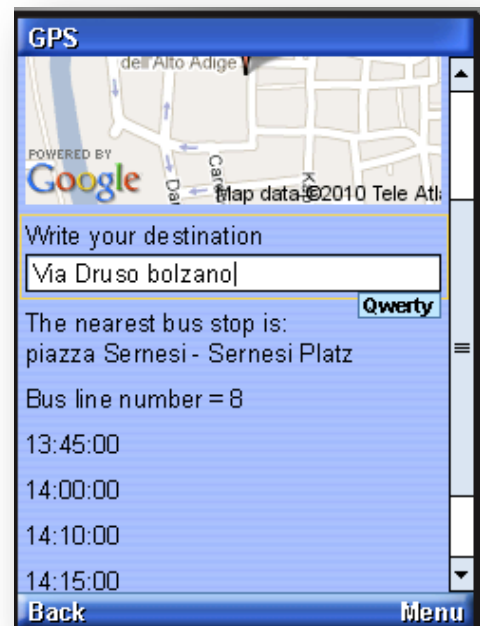 GPS
dell'Alto Adige
POWERED BY
Google
Map data ©2010 Tele Atl
Write your destination
Via Druso bolzano
Qwerty
The nearest bus stop is:
piazza Sernesi - Sernesi Platz
Bus line number = 8
13:45:00
14:00:00
14:10:00
14:15:00
Back
Menu